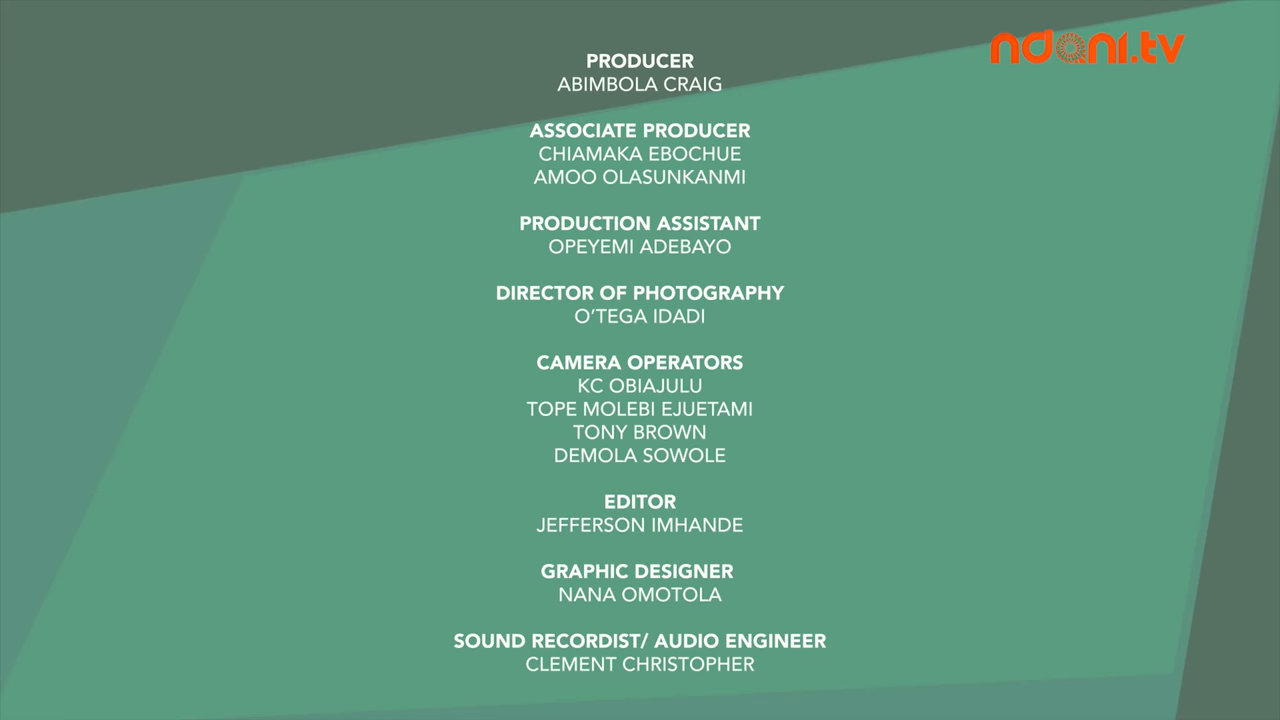 ndani.tv
PRODUCER
ABIMBOLA CRAIG
ASSOCIATE PRODUCER
CHIAMAKA EBOCHUE
AMOO OLASUNKANMI
PRODUCTION ASSISTANT
OPEYEMI ADEBAYO
DIRECTOR OF PHOTOGRAPHY
O’TEGA IDADI
CAMERA OPERATORS
KC OBIAJULU
TOPE MOLEBI EJUETAMI
TONY BROWN
DEMOLA SOWOLE
EDITOR
JEFFERSON IMHANDE
GRAPHIC DESIGNER
NANA OMOTOLA
SOUND RECORDIST/ AUDIO ENGINEER
CLEMENT CHRISTOPHER